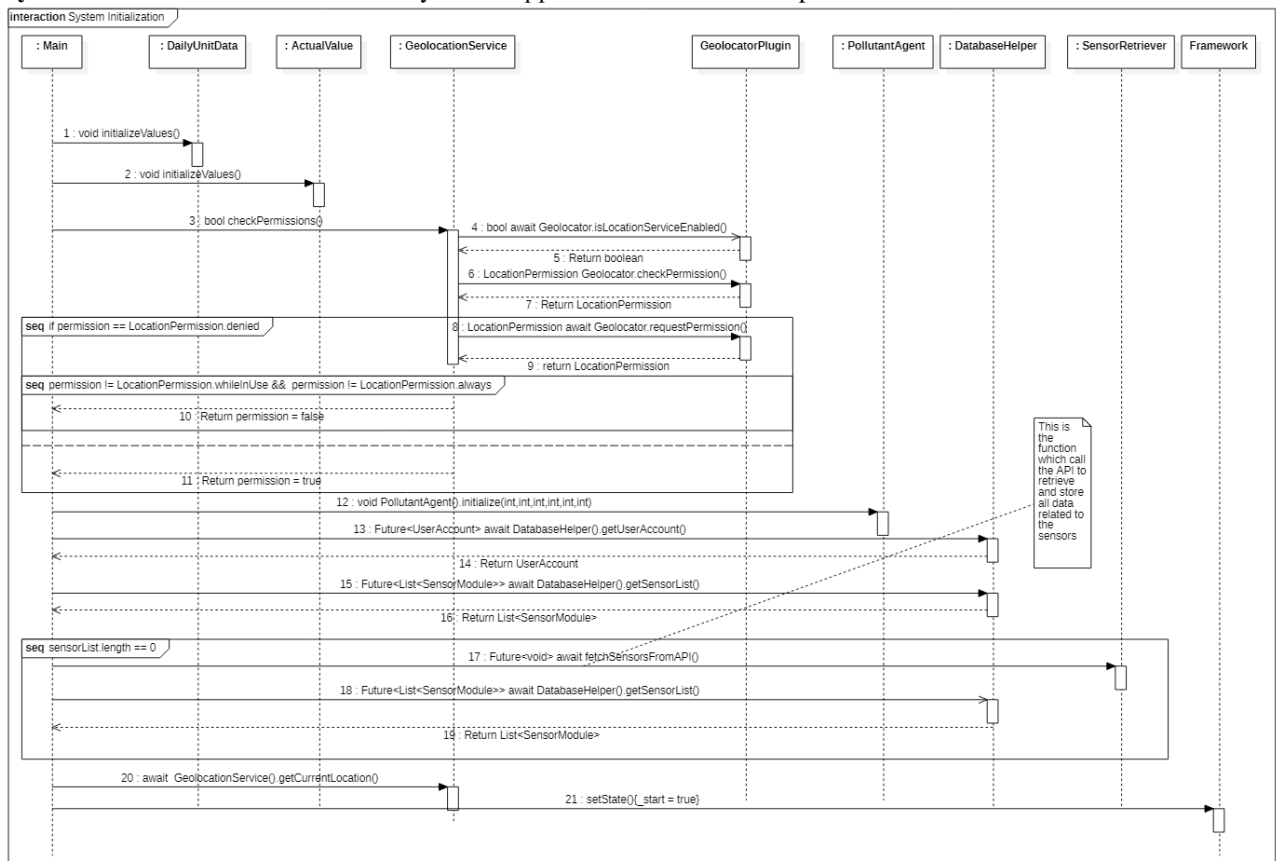 interaction System Initialization
: Main
: DailyUnitData
: ActualValue
: GeolocationService
GeolocatorPlugin
: PollutantAgent
: DatabaseHelper
: SensorRetriever
Framework
1 : void initializeValues()
2 : void initializeValues()
3 : bool checkPermissions()
4 : bool await Geolocator.isLocationServiceEnabled()
5 : Return boolean
6 : LocationPermission Geolocator.checkPermission()
7 : Return LocationPermission
seq if permission == LocationPermission.denied
8 : LocationPermission await Geolocator.requestPermission()
9 : return LocationPermission
seq permission != LocationPermission.whileInUse && permission != LocationPermission.always
10 : Return permission = false
11 : Return permission = true
This is
the
function
which call
the API to
retrieve
and store
all data
related to
the
sensors
12 : void PollutantAgent().initialize(int,int,int,int,int,int)
13 : Future<UserAccount> await DatabaseHelper().getUserAccount()
14 : Return UserAccount
15 : Future<List<SensorModule>> await DatabaseHelper().getSensorList()
16 : Return List<SensorModule>
seq sensorList.length == 0
17 : Future<void> await fetchSensorsFromAPI()
18 : Future<List<SensorModule>> await DatabaseHelper().getSensorList()
19 : Return List<SensorModule>
20 : await GeolocationService().getCurrentLocation()
21 : setState(){_start = true}